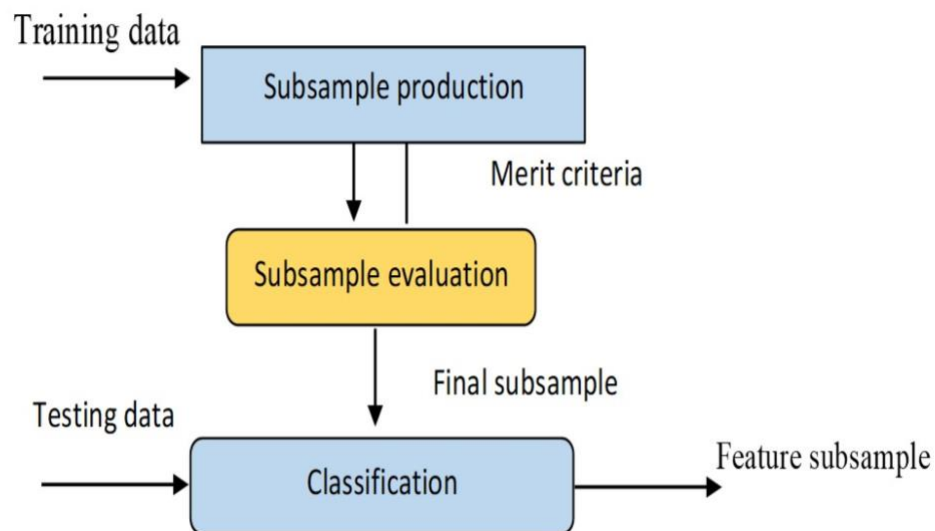 Training data
Subsample production
Merit criteria
Subsample evaluation
Final subsample
Testing data
Classification
Feature subsample